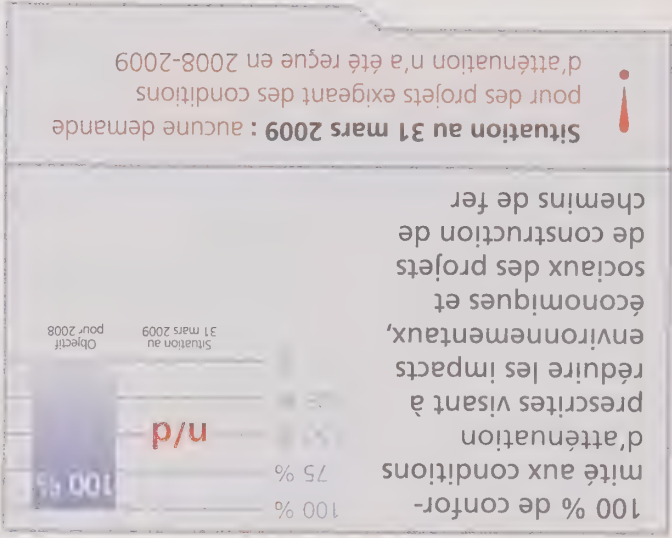 100 % de confor-
mité aux conditions
d'atténuation
prescrites visant à
réduire les impacts
environnementaux,
économiques et
sociaux des projets
de construction de
chemins de fer
100 %
75 %
n/d
100 %
Situation au
31 mars 2009
Objectif
pour 2008
!
Situation au 31 mars 2009 : aucune demande
pour des projets exigeant des conditions
d'atténuation n'a été reçue en 2008-2009